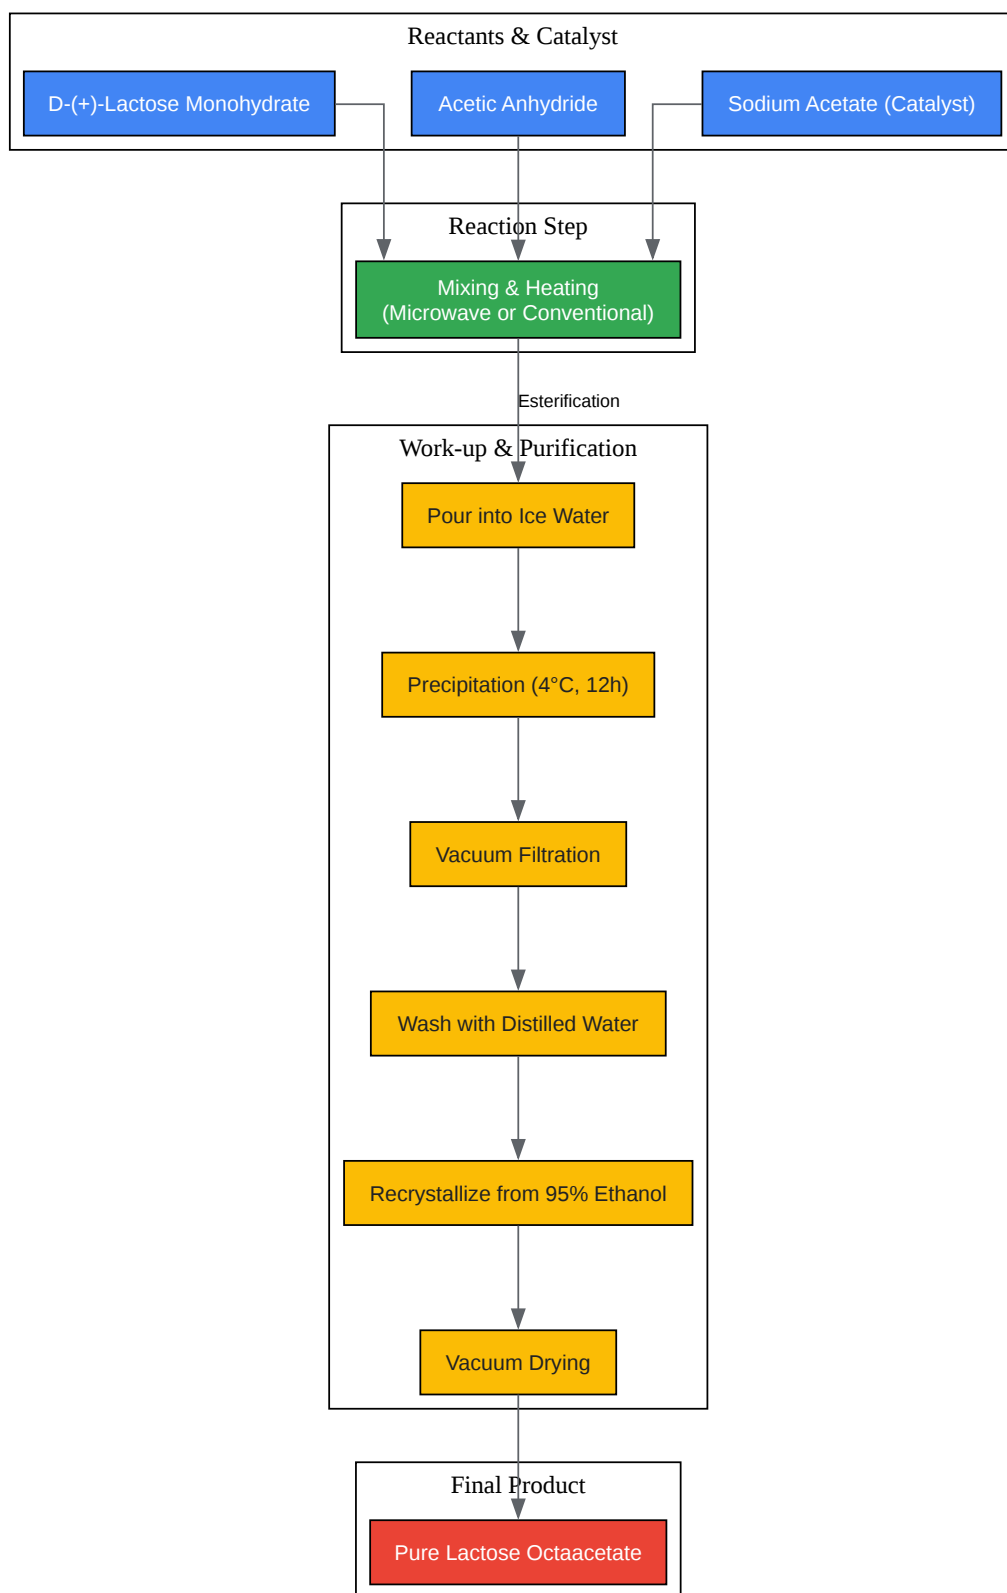 Reactants & Catalyst
D-(+)-Lactose Monohydrate
Acetic Anhydride
Sodium Acetate (Catalyst)
Reaction Step
Mixing & Heating
(Microwave or Conventional)
Esterification
Work-up & Purification
Pour into Ice Water
Precipitation (4°C, 12h)
Vacuum Filtration
Wash with Distilled Water
Recrystallize from 95% Ethanol
Vacuum Drying
Final Product
Pure Lactose Octaacetate